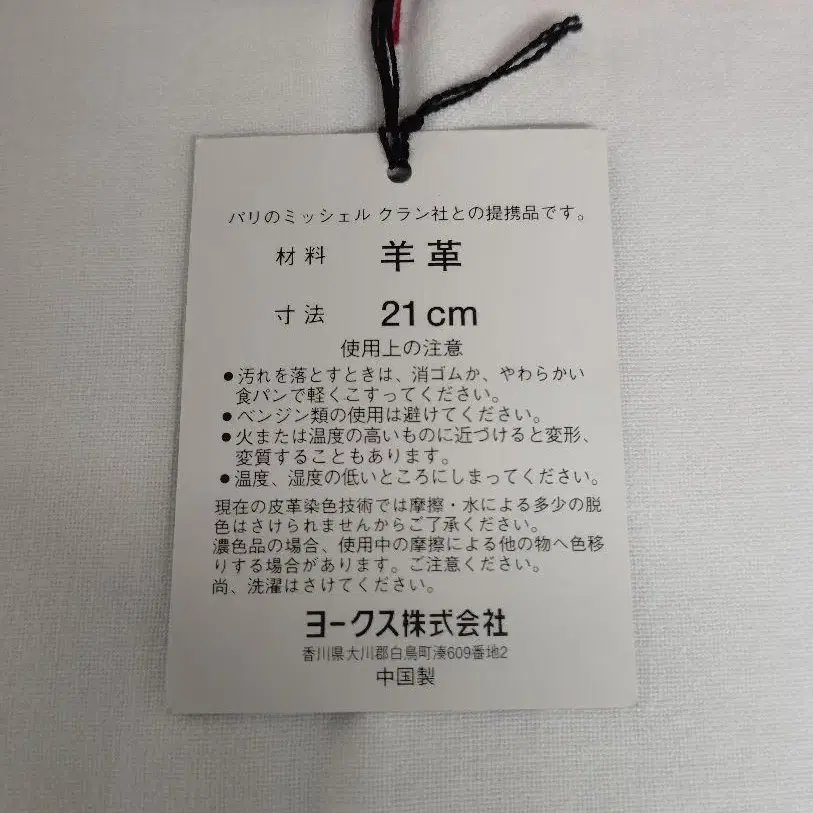 パリのミッシェル クラン社との提携品です。
材料 羊革
寸法 21cm
使用上の注意
●汚れを落とすときは、消ゴムか、やわらかい
食パンで軽くこすってください。
●ベンジン類の使用は避けてください。
●火または温度の高いものに近づけると変形、
変質することもあります。
●温度、湿度の低いところにしまってください。
現在の皮革染色技術では摩擦・水による多少の脱
色はさけられませんからご了承ください。
濃色品の場合、使用中の摩擦による他の物へ色移
りする場合があります。ご注意ください。
尚、洗濯はさけてください。
ヨークス株式会社
香川県大川郡白鳥町湊609番地2
中国製